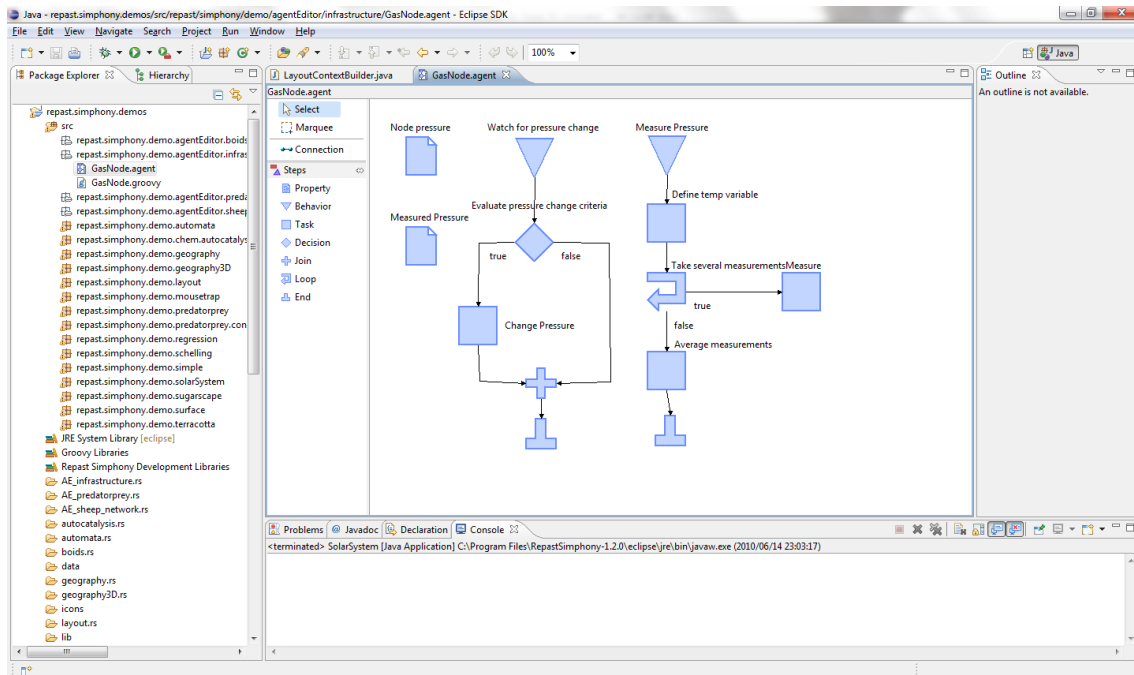 Java - repast.simphony.demos/src/repast/simphony/demo/agentEditor/infrastructure/GasNode.agent - Eclipse SDK
File Edit View Navigate Search Project Run Window Help
100%
Java
Package Explorer
Hierarchy
LayoutContextBuilder.java
GasNode.agent
Outline
GasNode.agent
An outline is not available.
repast.simphony.demos
src
repast.simphony.demo.agentEditor.boids
repast.simphony.demo.agentEditor.infras
GasNode.agent
GasNode.groovy
repast.simphony.demo.agentEditor.preda
repast.simphony.demo.agentEditor.sheep
repast.simphony.demo.automata
repast.simphony.demo.chem.autocatalys
repast.simphony.demo.geography
repast.simphony.demo.geography3D
repast.simphony.demo.layout
repast.simphony.demo.mousetrap
repast.simphony.demo.predatorprey
repast.simphony.demo.predatorprey.con
repast.simphony.demo.regression
repast.simphony.demo.schelling
repast.simphony.demo.simple
repast.simphony.demo.solarSystem
repast.simphony.demo.sugarscape
repast.simphony.demo.surface
repast.simphony.demo.terracotta
JRE System Library [eclipse]
Groovy Libraries
Repast Simphony Development Libraries
AE_infrastructure.rs
AE_predatorprey.rs
AE_sheep_network.rs
autocatalysis.rs
automata.rs
boids.rs
data
geography.rs
geography3D.rs
icons
layout.rs
lib
Select
Marquee
Connection
Steps
Property
Behavior
Task
Decision
Join
Loop
End
Node pressure
Watch for pressure change
Measure Pressure
Define temp variable
Evaluate pressure change criteria
Measured Pressure
true
false
Take several measurementsMeasure
true
false
Change Pressure
Average measurements
Problems
Javadoc
Declaration
Console
<terminated> SolarSystem [Java Application] C:\Program Files\RepastSimphony-1.2.0\eclipse\jre\bin\javaw.exe (2010/06/14 23:03:17)